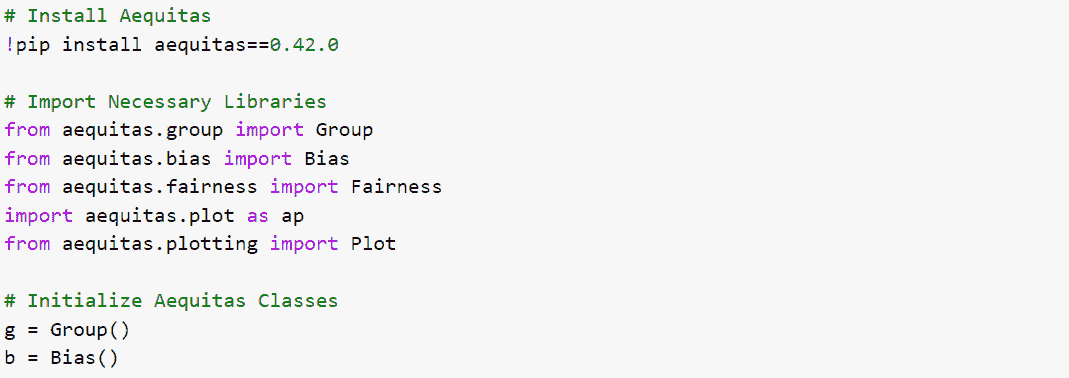 # Install Aequitas
!pip install aequitas==0.42.0
# Import Necessary Libraries
from aequitas.group import Group
from aequitas.bias import Bias
from aequitas.fairness import Fairness
import aequitas.plot as ap
from aequitas.plotting import Plot
# Initialize Aequitas Classes
g = Group()
b = Bias()